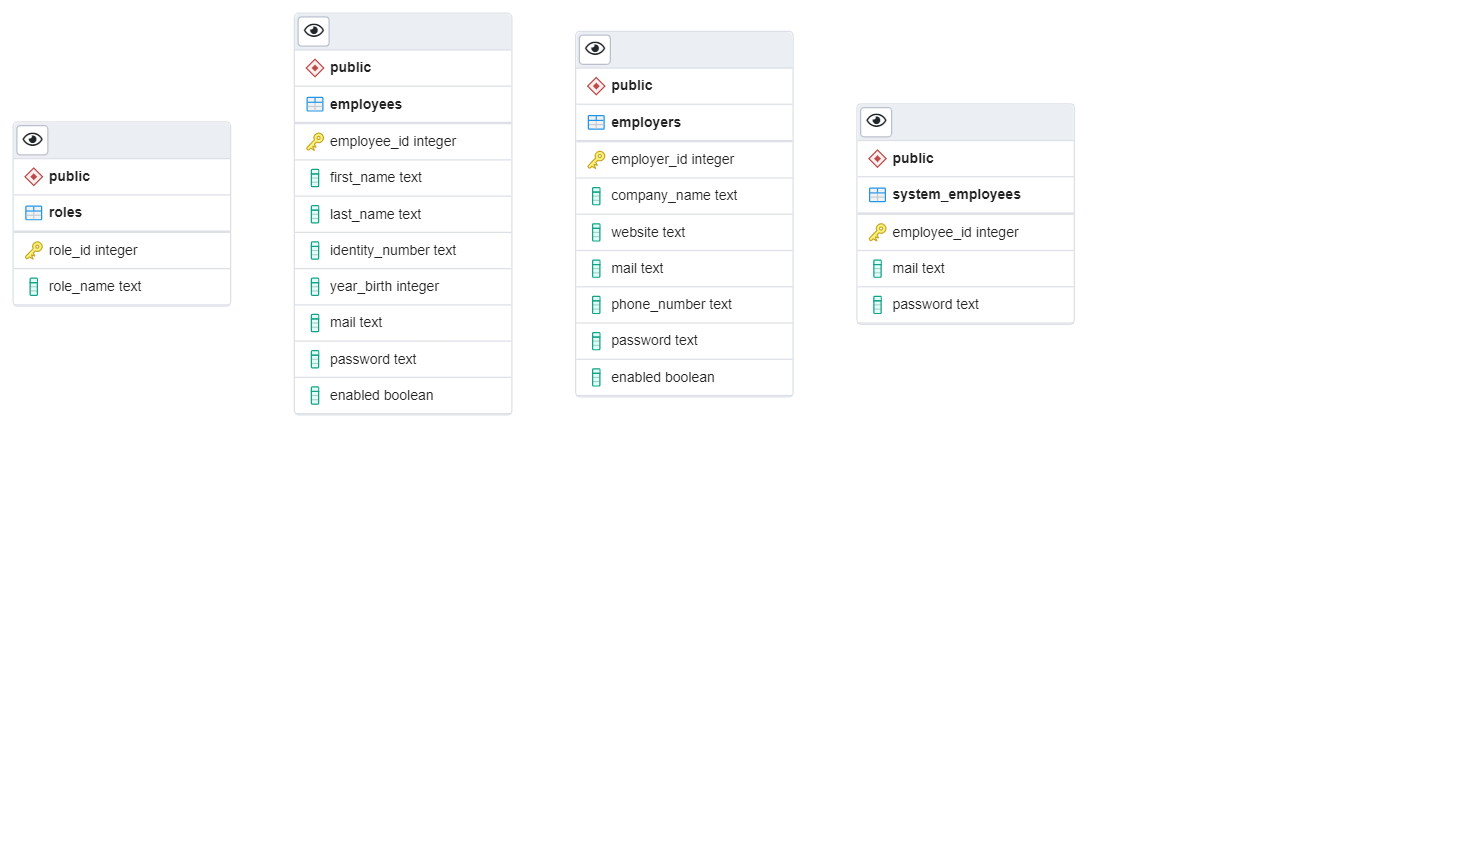 public
roles
role_id integer
role_name text
public
employees
employee_id integer
first_name text
last_name text
identity_number text
year_birth integer
mail text
password text
enabled boolean
public
employers
employer_id integer
company_name text
website text
mail text
phone_number text
password text
enabled boolean
public
system_employees
employee_id integer
mail text
password text